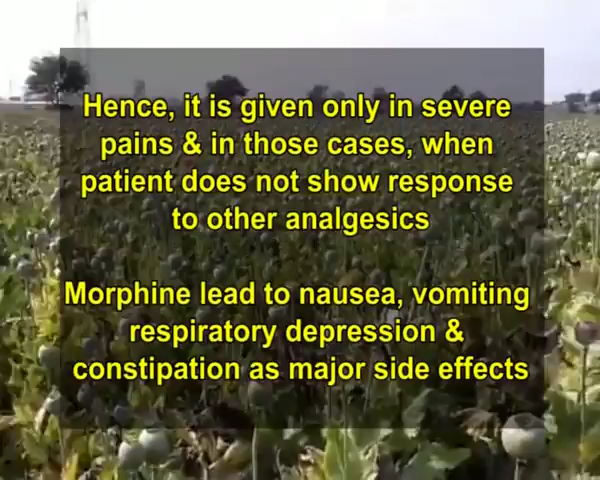 Hence, it is given only in severe
pains & in those cases, when
patient does not show response
to other analgesics
Morphine lead to nausea, vomiting
respiratory depression &
constipation as major side effects